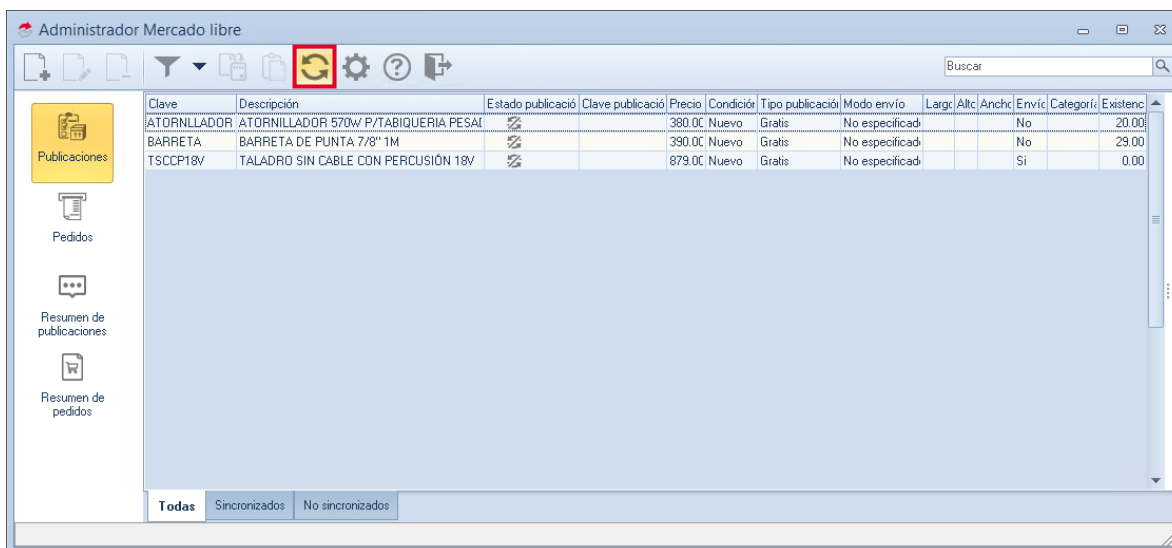 Administrador Mercado libre
Buscar
Clave Descripción Estado publicació Clave publicació Precio Condición Tipo publicación Modo envío Largo Alto Ancho Envío Categoría Existenc
ATORNLLADOR ATORNILLADOR 570W P/TABIQUERIA PESAD 380.00 Nuevo Gratis No especificado No 20.00
BARRETA BARRETA DE PUNTA 7/8" 1M 390.00 Nuevo Gratis No especificado No 29.00
TSCCP18V TALADRO SIN CABLE CON PERCUSIÓN 18V 879.00 Nuevo Gratis No especificado Si 0.00
Publicaciones
Pedidos
Resumen de
publicaciones
Resumen de
pedidos
Todas Sincronizados No sincronizados